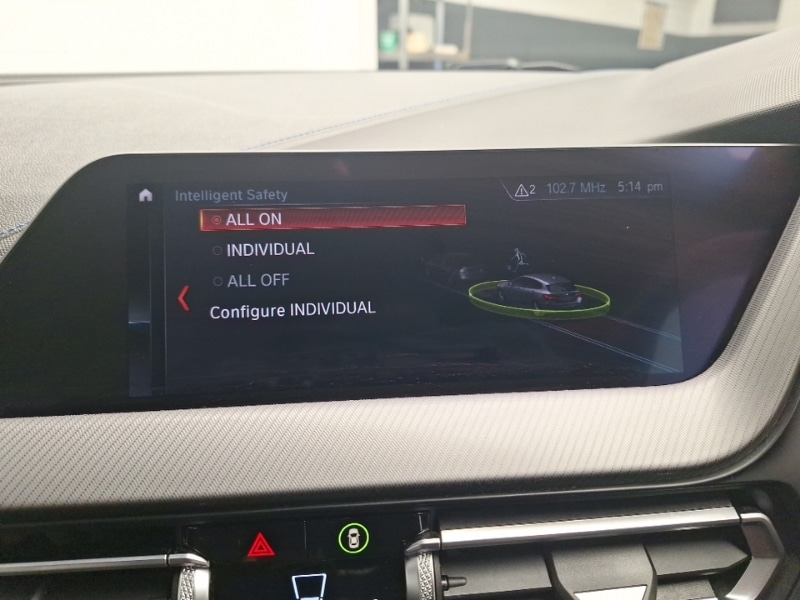 Intelligent Safety
2 102.7 MHz 5:14 pm
ALL ON
INDIVIDUAL
ALL OFF
Configure INDIVIDUAL